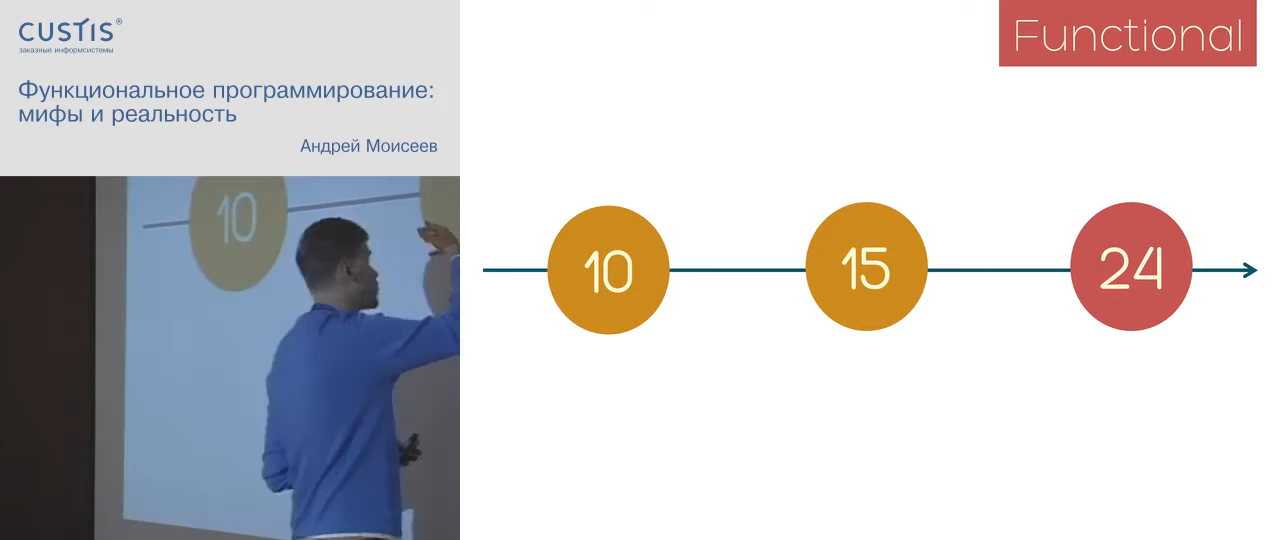 CUSTIS®
заказные информсистемы
Функциональное программирование:
мифы и реальность
Андрей Моисеев
10
Functional
10
15
24